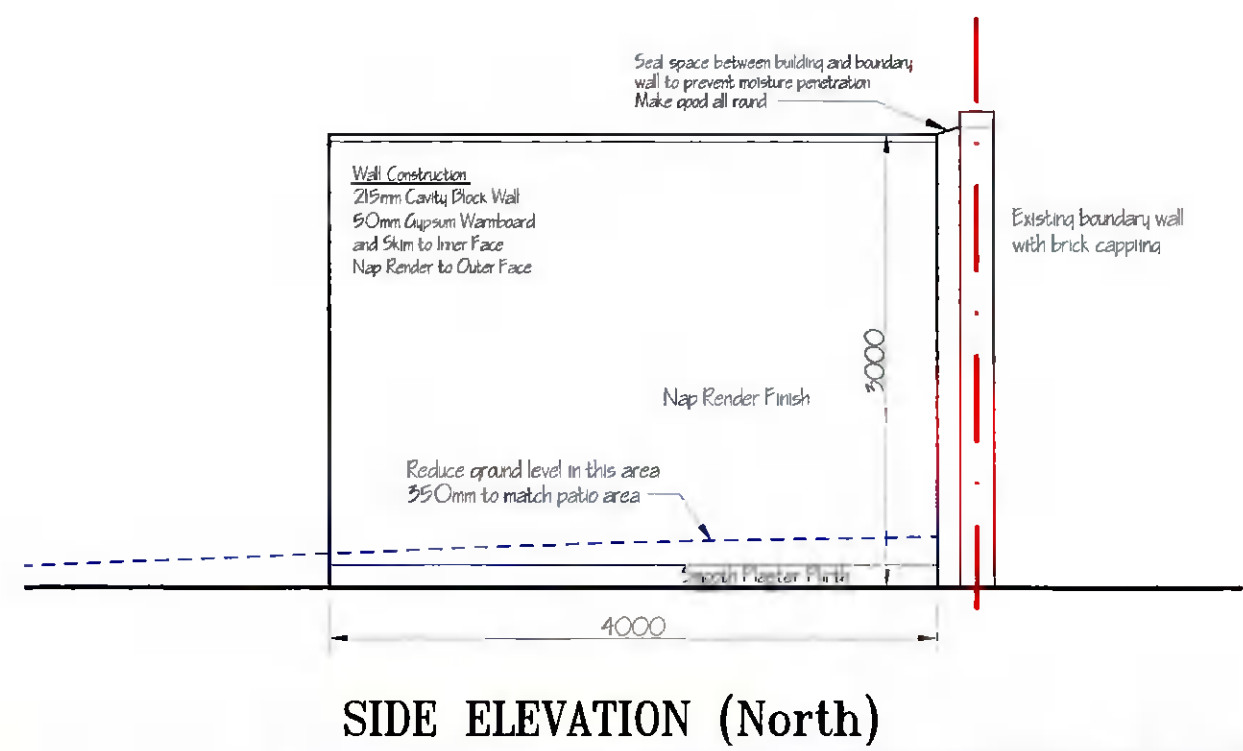 Seal space between building and boundary
wall to prevent moisture penetration
Make good all round
Wall Construction
215mm Cavity Block Wall
50mm Gypsum Warmboard
and Skim to Inner Face
Nap Render to Outer Face
Existing boundary wall
with brick capping
3000
Nap Render Finish
Reduce ground level in this area
350mm to match patio area
Smooth Plaster Plinth
4000
SIDE ELEVATION (North)